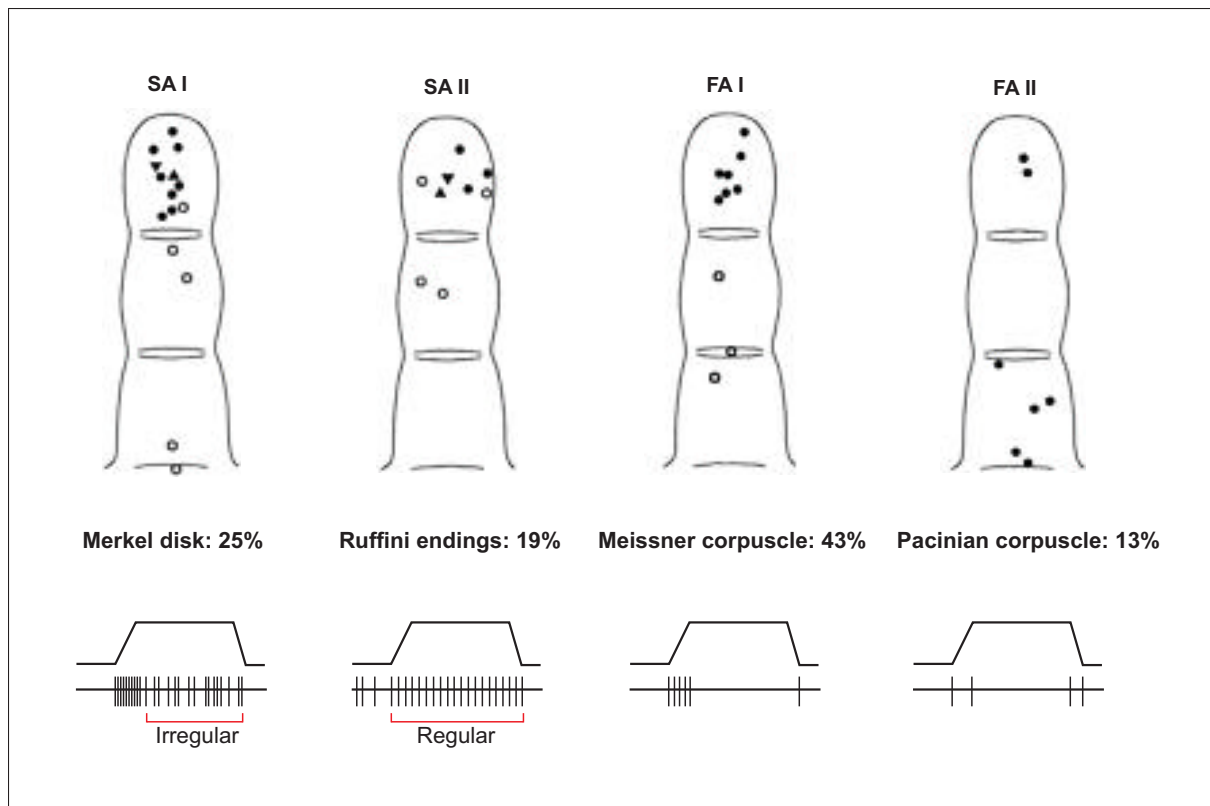 SA I
SA II
FA I
FA II
Merkel disk: 25%
Ruffini endings: 19%
Meissner corpuscle: 43%
Pacinian corpuscle: 13%
Irregular
Regular